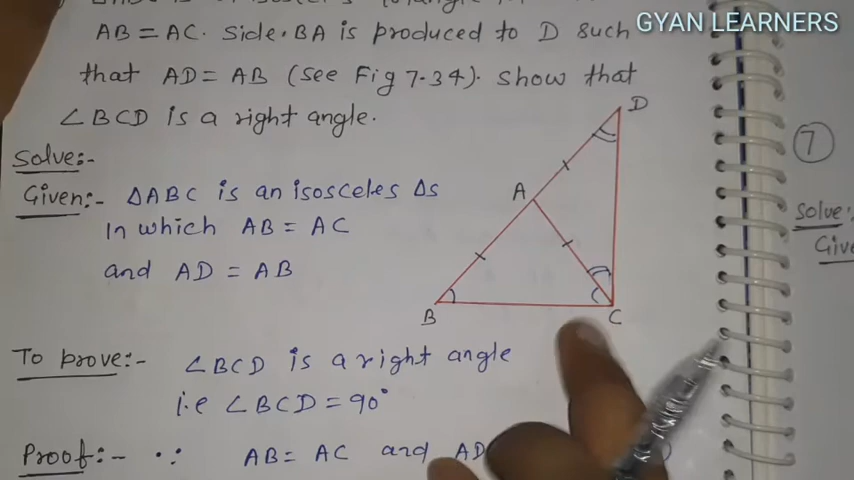 AB = AC. Side BA is produced to D such
that AD = AB (see Fig 7.34). show that
∠BCD is a right angle.
Solve:-
Given:- ΔABC is an isosceles Δs
In which AB = AC
and AD = AB
To prove:- ∠BCD is a right angle
i.e ∠BCD = 90°
Proof:- ∵ AB = AC and AD
D
A
B
C
GYAN LEARNERS
7
Solve:
Give